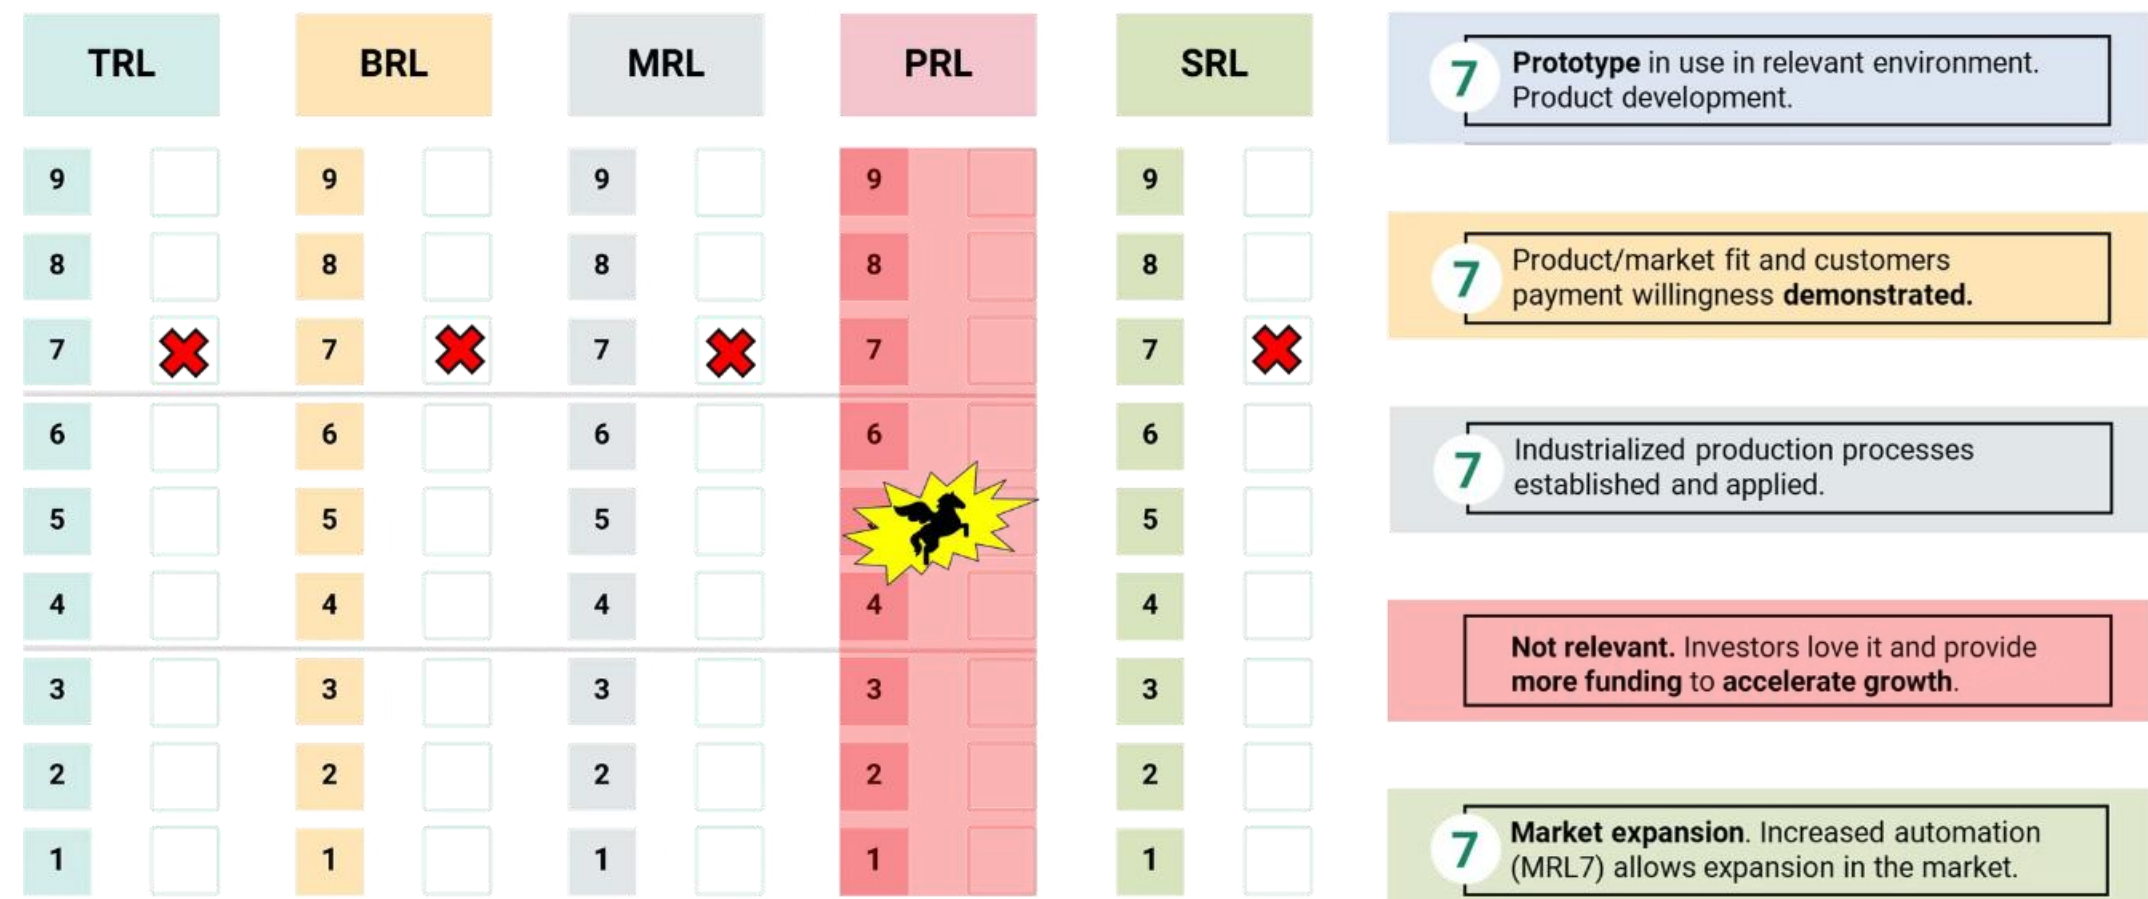 TRL BRL MRL PRL SRL
9 9 9 9 9
8 8 8 8 8
7 7 7 7 7
6 6 6 6 6
5 5 5 5
4 4 4 4 4
3 3 3 3 3
2 2 2 2 2
1 1 1 1 1
7
Prototype in use in relevant environment.
Product development.
7
Product/market fit and customers
payment willingness demonstrated.
7
Industrialized production processes
established and applied.
Not relevant. Investors love it and provide
more funding to accelerate growth.
7
Market expansion. Increased automation
(MRL7) allows expansion in the market.